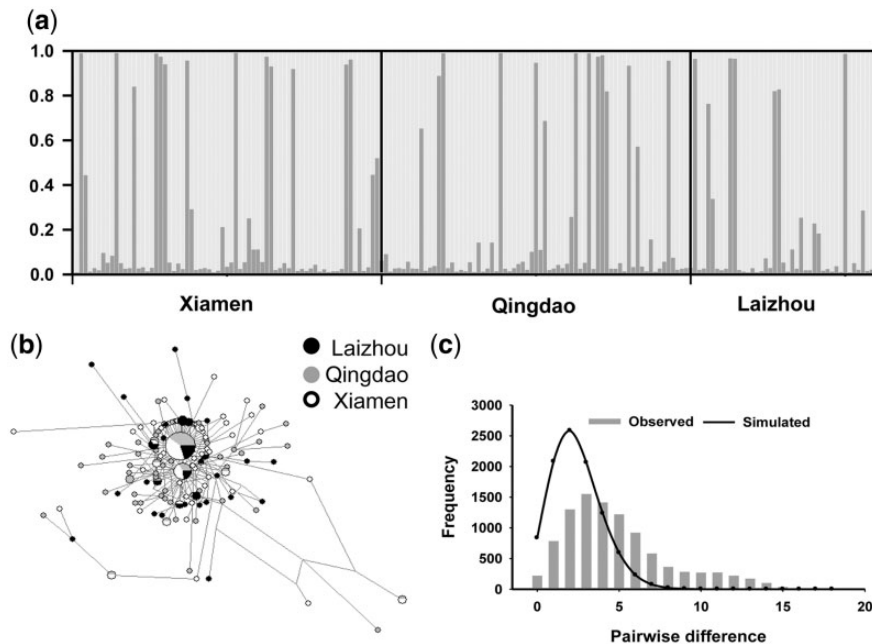 (a)
1.0
0.8
0.6
0.4
0.2
0.0
Xiamen Qingdao Laizhou
(b)
Laizhou
Qingdao
Xiamen
(c)
3000
2500
2000
1500
1000
500
0
Frequency
Observed Simulated
0 5 10 15 20
Pairwise difference